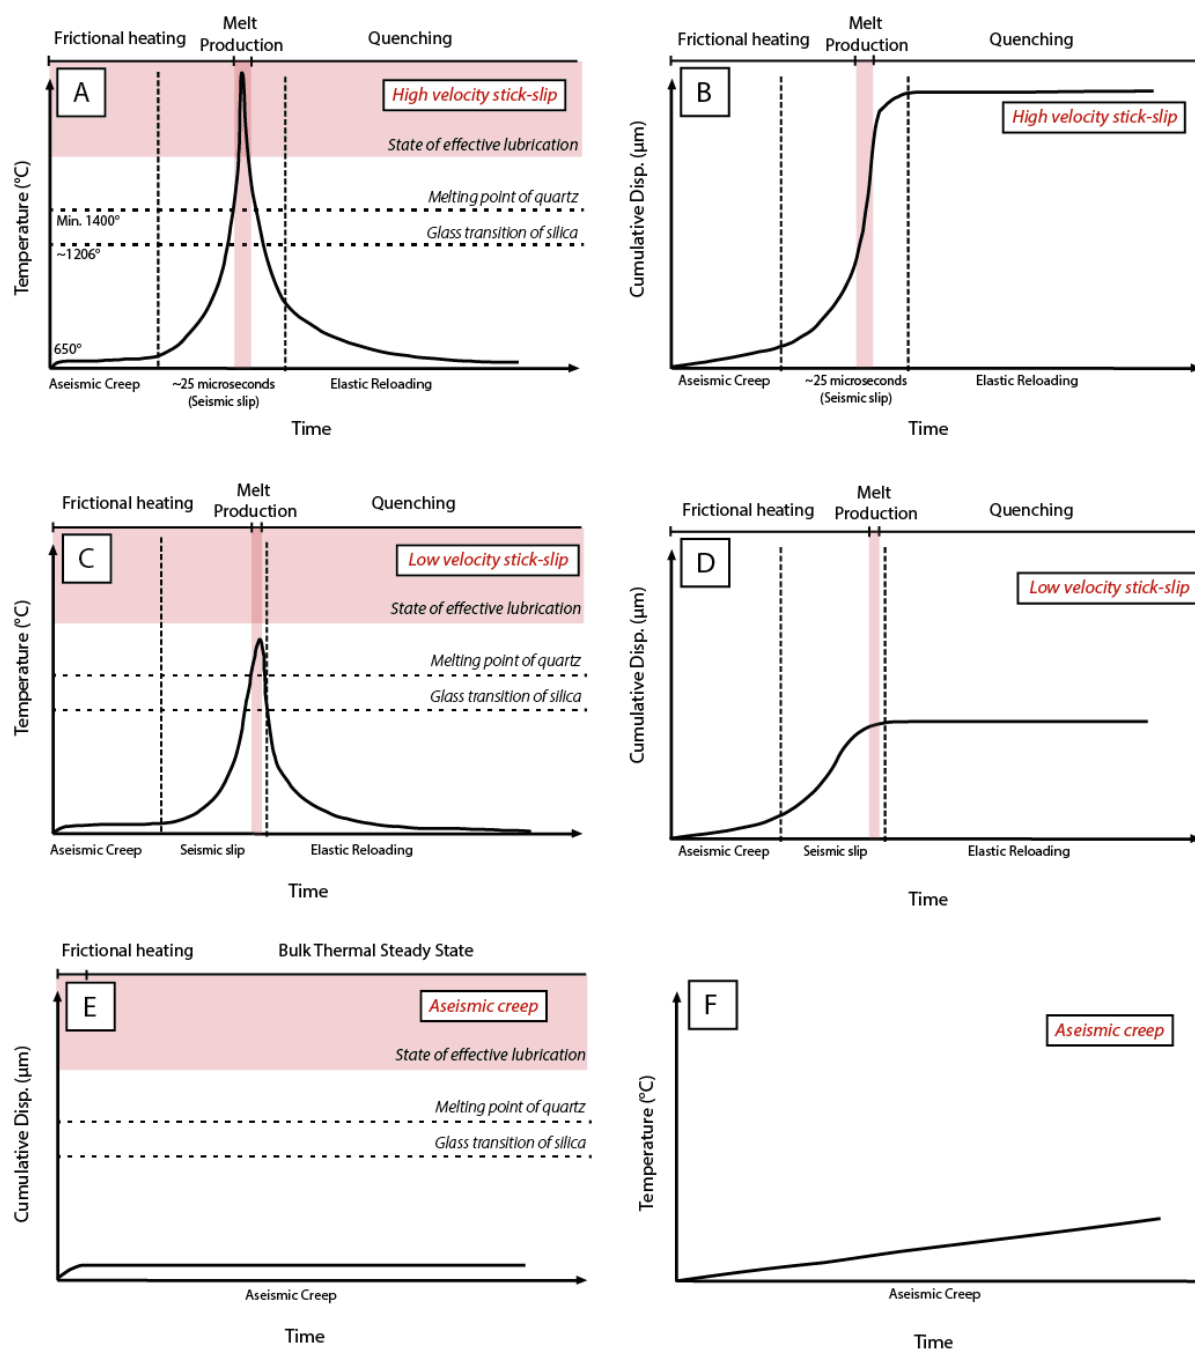 Frictional heating
Melt
Production
Quenching
A
High velocity stick-slip
State of effective lubrication
Melting point of quartz
Min. 1400°
Glass transition of silica
~1206°
650°
Temperature (°C)
Aseismic Creep
~25 microseconds
(Seismic slip)
Elastic Reloading
Time
Frictional heating
Melt
Production
Quenching
B
High velocity stick-slip
Cumulative Disp. (µm)
Aseismic Creep
~25 microseconds
(Seismic slip)
Elastic Reloading
Time
Frictional heating
Melt
Production
Quenching
C
Low velocity stick-slip
State of effective lubrication
Melting point of quartz
Glass transition of silica
Temperature (°C)
Aseismic Creep
Seismic slip
Elastic Reloading
Time
Frictional heating
Melt
Production
Quenching
D
Low velocity stick-slip
Cumulative Disp. (µm)
Aseismic Creep
Seismic slip
Elastic Reloading
Time
Frictional heating
Bulk Thermal Steady State
E
Aseismic creep
State of effective lubrication
Melting point of quartz
Glass transition of silica
Cumulative Disp. (µm)
Aseismic Creep
Time
F
Aseismic creep
Temperature (°C)
Aseismic Creep
Time